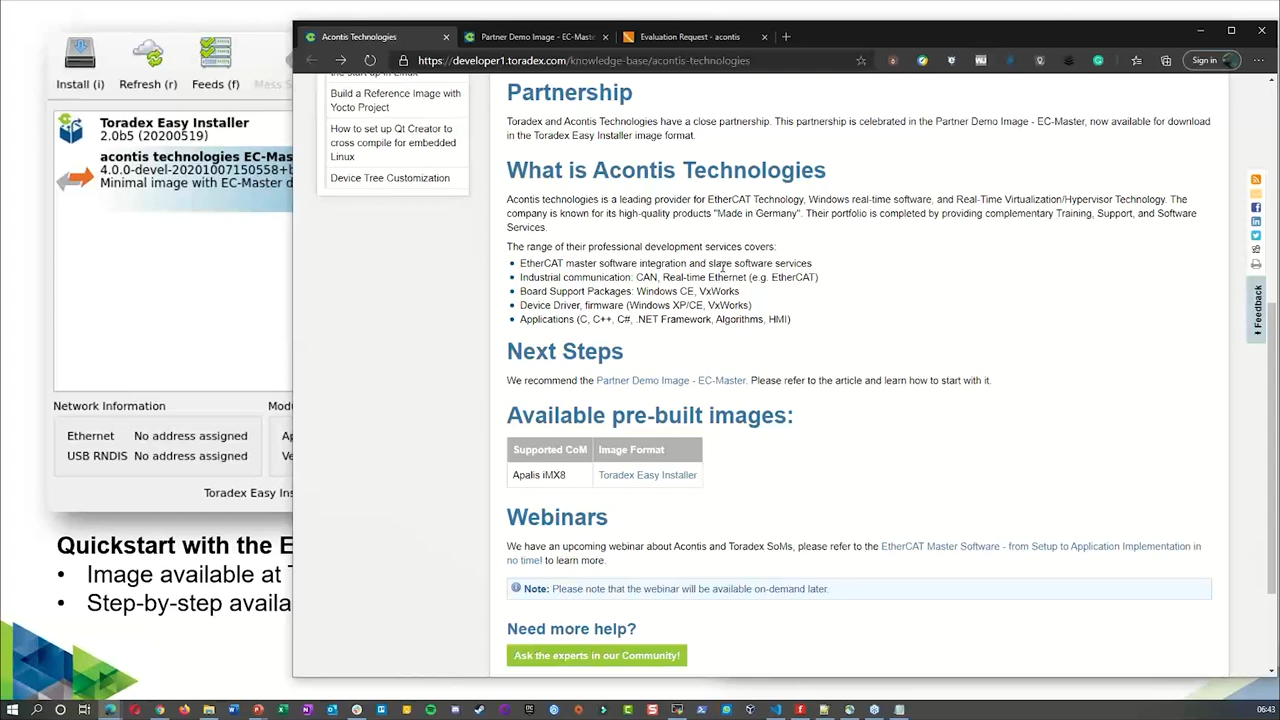 Install (i)
Refresh (r)
Feeds (f)
Mass S
Toradex Easy Installer
2.0b5 (20200519)
acontis technologies EC-Mas
4.0.0-devel-20201007150558+b
Minimal image with EC-Master d
Network Information
Mod
Ethernet No address assigned
USB RNDIS No address assigned
Ap
Ve
Toradex Easy Ins
Quickstart with the E
• Image available at T
• Step-by-step availa
Acontis Technologies
Partner Demo Image - EC-Maste
Evaluation Request - acontis
https://developer1.toradex.com/knowledge-base/acontis-technologies
Sign in
the start up in Linux
Build a Reference Image with
Yocto Project
How to set up Qt Creator to
cross compile for embedded
Linux
Device Tree Customization
Partnership
Toradex and Acontis Technologies have a close partnership. This partnership is celebrated in the Partner Demo Image - EC-Master, now available for download
in the Toradex Easy Installer image format.
What is Acontis Technologies
Acontis technologies is a leading provider for EtherCAT Technology, Windows real-time software, and Real-Time Virtualization/Hypervisor Technology. The
company is known for its high-quality products "Made in Germany". Their portfolio is completed by providing complementary Training, Support, and Software
Services.
The range of their professional development services covers:
• EtherCAT master software integration and slave software services
• Industrial communication: CAN, Real-time Ethernet (e.g. EtherCAT)
• Board Support Packages: Windows CE, VxWorks
• Device Driver, firmware (Windows XP/CE, VxWorks)
• Applications (C, C++, C#, .NET Framework, Algorithms, HMI)
Next Steps
We recommend the Partner Demo Image - EC-Master. Please refer to the article and learn how to start with it.
Available pre-built images:
Supported CoM Image Format
Apalis iMX8 Toradex Easy Installer
Webinars
We have an upcoming webinar about Acontis and Toradex SoMs, please refer to the EtherCAT Master Software - from Setup to Application Implementation in
no time! to learn more.
Note: Please note that the webinar will be available on-demand later.
Need more help?
Ask the experts in our Community!
Feedback
06:43